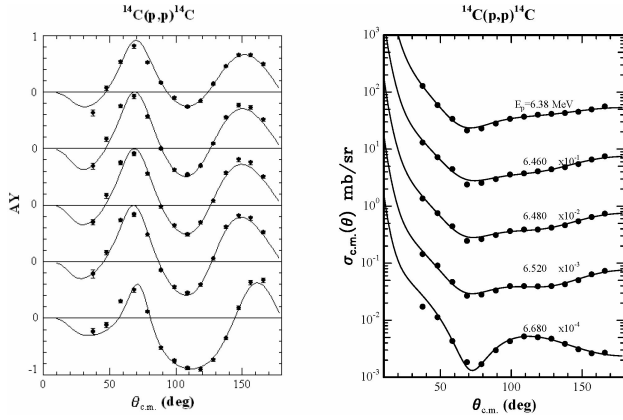 ¹⁴C(p,p)¹⁴C
1
0
0
0
0
0
-1
AY
0
50
100
150
θc.m. (deg)
¹⁴C(p,p)¹⁴C
10³
10²
10¹
10⁰
10⁻¹
10⁻²
10⁻³
σc.m.(θ) mb/sr
Ep=6.38 MeV
6.460 x10⁻¹
6.480 x10⁻²
6.520 x10⁻³
6.680 x10⁻⁴
50
100
150
θc.m. (deg)